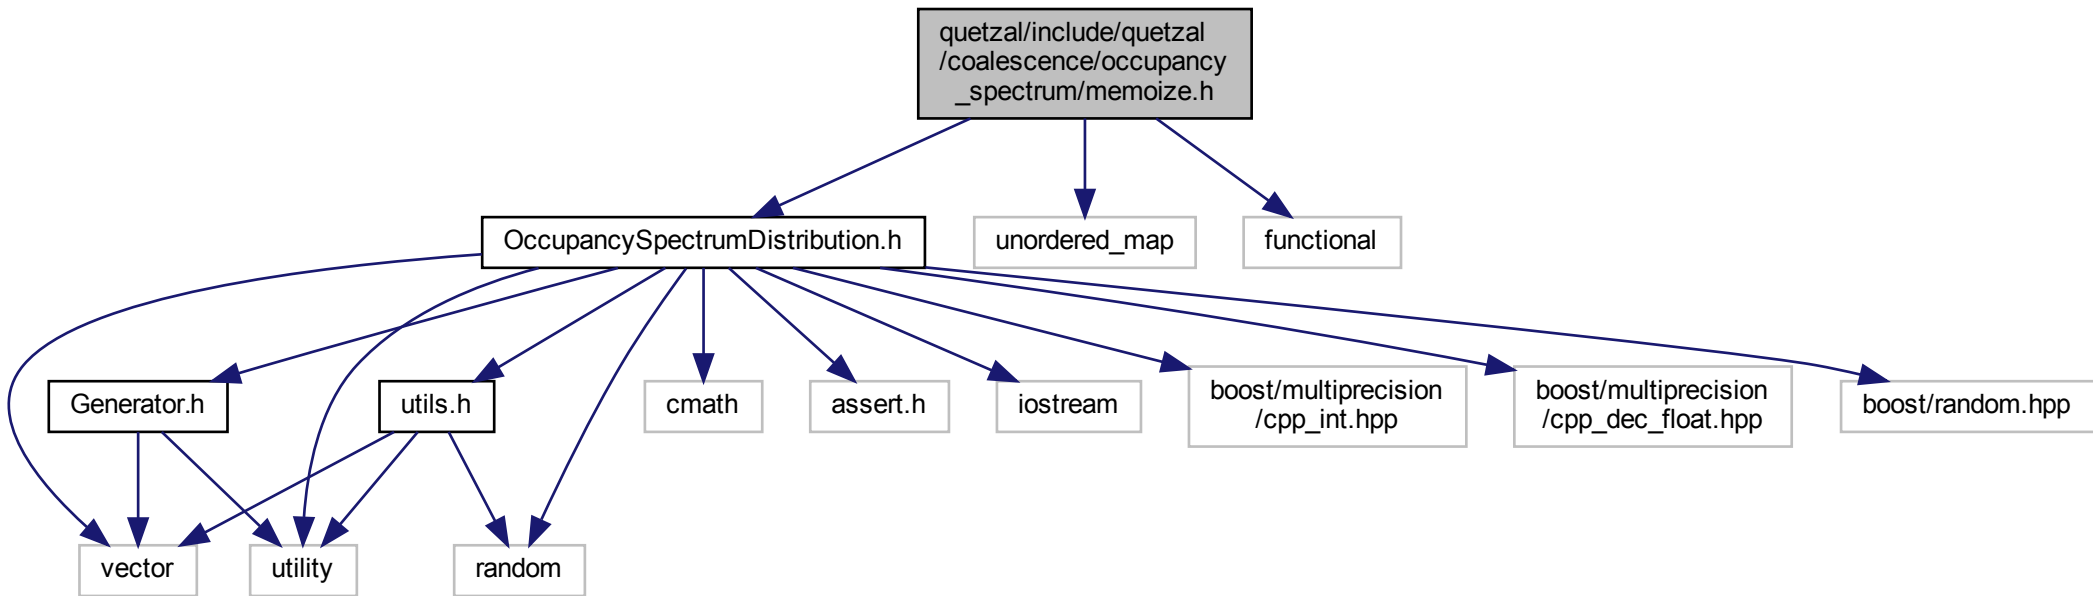 quetzal/include/quetzal
/coalescence/occupancy
_spectrum/memoize.h
OccupancySpectrumDistribution.h
unordered_map
functional
Generator.h
utils.h
cmath
assert.h
iostream
boost/multiprecision
/cpp_int.hpp
boost/multiprecision
/cpp_dec_float.hpp
boost/random.hpp
vector
utility
random